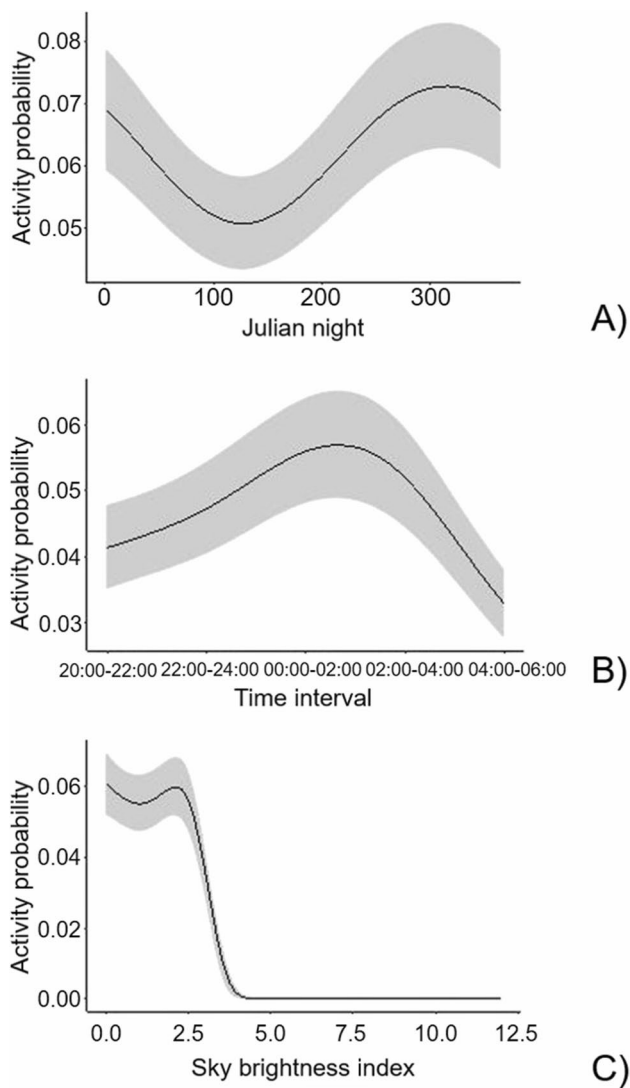 Activity probability
0.08
0.07
0.06
0.05
0 100 200 300
Julian night
A)
Activity probability
0.06
0.05
0.04
0.03
20:00-22:00 22:00-24:00 00:00-02:00 02:00-04:00 04:00-06:00
Time interval
B)
Activity probability
0.06
0.04
0.02
0.00
0.0 2.5 5.0 7.5 10.0 12.5
Sky brightness index
C)